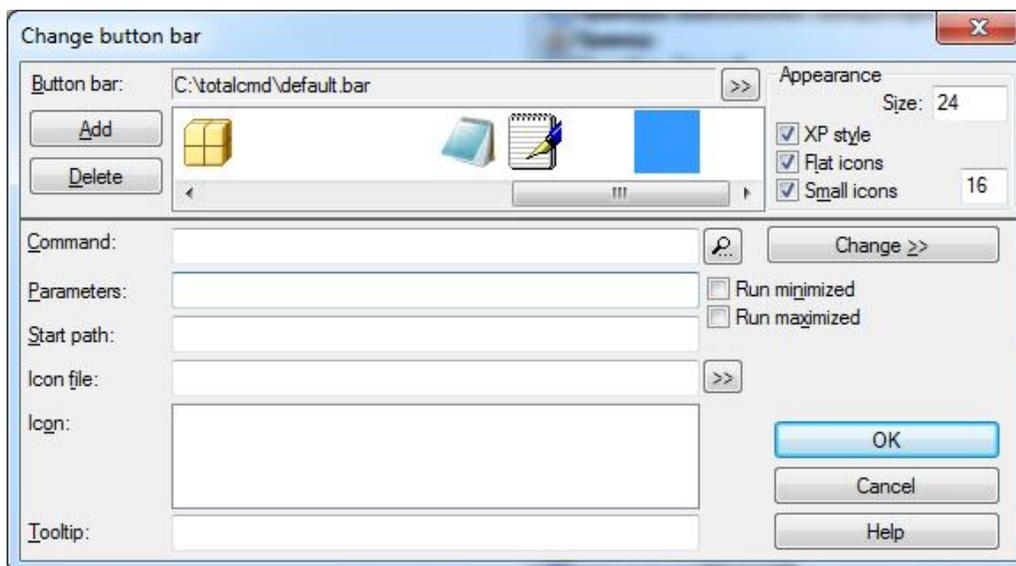 Change button bar
Button bar:
C:\totalcmd\default.bar
>>
Add
Delete
Appearance
Size: 24
XP style
Flat icons
Small icons 16
Command:
Change >>
Parameters:
Run minimized
Run maximized
Start path:
Icon file:
>>
Icon:
OK
Cancel
Tooltip:
Help